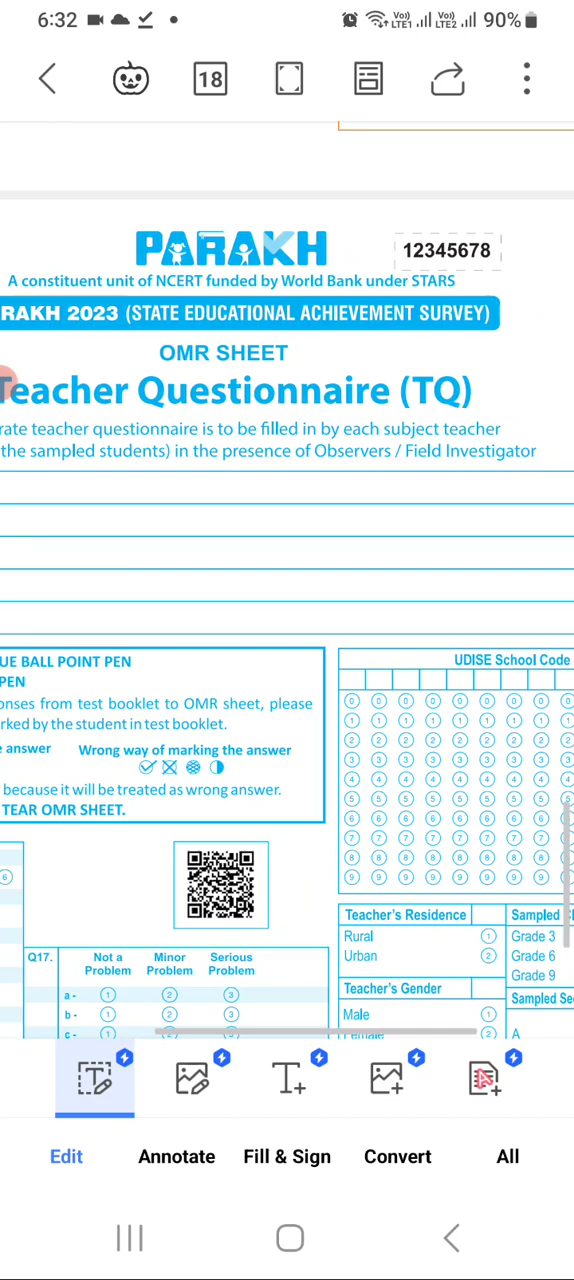 6:32
Vo)) LTE1 Vo)) LTE2 90%
18
PARAKH
12345678
A constituent unit of NCERT funded by World Bank under STARS
RAKH 2023 (STATE EDUCATIONAL ACHIEVEMENT SURVEY)
OMR SHEET
Teacher Questionnaire (TQ)
rate teacher questionnaire is to be filled in by each subject teacher
the sampled students) in the presence of Observers / Field Investigator
UE BALL POINT PEN
PEN
onses from test booklet to OMR sheet, please
rked by the student in test booklet.
e answer Wrong way of marking the answer
because it will be treated as wrong answer.
TEAR OMR SHEET.
UDISE School Code
0 0 0 0 0 0 0 0 0
1 1 1 1 1 1 1 1 1
2 2 2 2 2 2 2 2 2
3 3 3 3 3 3 3 3 3
4 4 4 4 4 4 4 4 4
5 5 5 5 5 5 5 5 5
6 6 6 6 6 6 6 6 6
7 7 7 7 7 7 7 7 7
8 8 8 8 8 8 8 8 8
9 9 9 9 9 9 9 9 9
6
Q17. Not a Problem Minor Problem Serious Problem
a - 1 2 3
b - 1 2 3
c - 1 2 3
Teacher's Residence
Rural 1
Urban 2
Teacher's Gender
Male 1
Female 2
Sampled
Grade 3
Grade 6
Grade 9
Sampled Se
A
Edit Annotate Fill & Sign Convert All